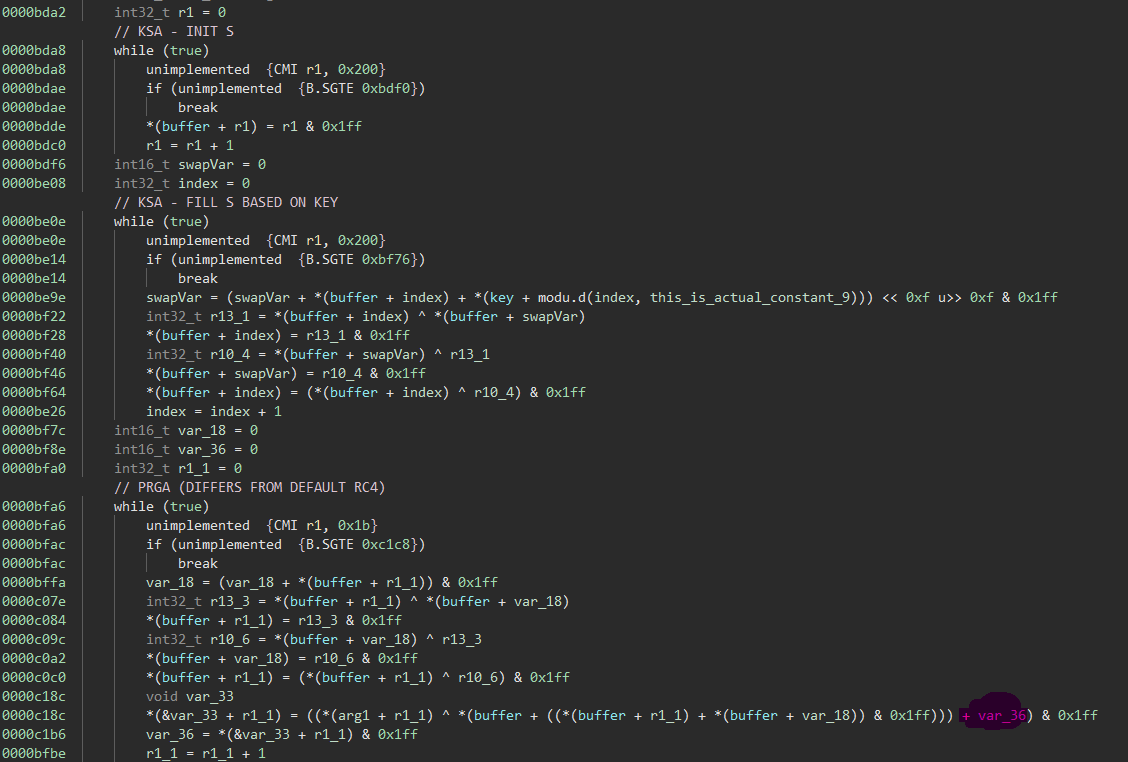 0000bda2 int32_t r1 = 0
// KSA - INIT S
0000bda8 while (true)
0000bda8 unimplemented {CMI r1, 0x200}
0000bdae if (unimplemented {B.SGTE 0xbdf0})
0000bdae break
0000bdde *(buffer + r1) = r1 & 0x1ff
0000bdc0 r1 = r1 + 1
0000bdf6 int16_t swapVar = 0
0000be08 int32_t index = 0
// KSA - FILL S BASED ON KEY
0000be0e while (true)
0000be0e unimplemented {CMI r1, 0x200}
0000be14 if (unimplemented {B.SGTE 0xbf76})
0000be14 break
0000be9e swapVar = (swapVar + *(buffer + index) + *(key + modu.d(index, this_is_actual_constant_9))) << 0xf u>> 0xf & 0x1ff
0000bf22 int32_t r13_1 = *(buffer + index) ^ *(buffer + swapVar)
0000bf28 *(buffer + index) = r13_1 & 0x1ff
0000bf40 int32_t r10_4 = *(buffer + swapVar) ^ r13_1
0000bf46 *(buffer + swapVar) = r10_4 & 0x1ff
0000bf64 *(buffer + index) = (*(buffer + index) ^ r10_4) & 0x1ff
0000be26 index = index + 1
0000bf7c int16_t var_18 = 0
0000bf8e int16_t var_36 = 0
0000bfa0 int32_t r1_1 = 0
// PRGA (DIFFERS FROM DEFAULT RC4)
0000bfa6 while (true)
0000bfa6 unimplemented {CMI r1, 0x1b}
0000bfac if (unimplemented {B.SGTE 0xc1c8})
0000bfac break
0000bffa var_18 = (var_18 + *(buffer + r1_1)) & 0x1ff
0000c07e int32_t r13_3 = *(buffer + r1_1) ^ *(buffer + var_18)
0000c084 *(buffer + r1_1) = r13_3 & 0x1ff
0000c09c int32_t r10_6 = *(buffer + var_18) ^ r13_3
0000c0a2 *(buffer + var_18) = r10_6 & 0x1ff
0000c0c0 *(buffer + r1_1) = (*(buffer + r1_1) ^ r10_6) & 0x1ff
0000c18c void var_33
0000c18c *(&var_33 + r1_1) = ((*(arg1 + r1_1) ^ *(buffer + ((*(buffer + r1_1) + *(buffer + var_18)) & 0x1ff))) + var_36) & 0x1ff
0000c1b6 var_36 = *(&var_33 + r1_1) & 0x1ff
0000bfbe r1_1 = r1_1 + 1